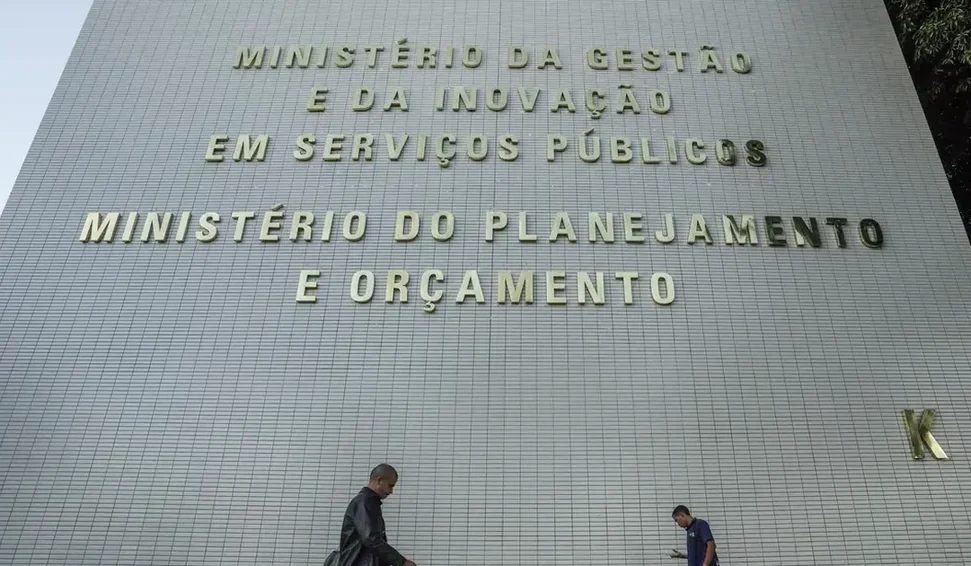 MINISTÉRIO DA GESTÃO
E DA INOVAÇÃO
EM SERVIÇOS PÚBLICOS
MINISTÉRIO DO PLANEJAMENTO
E ORÇAMENTO
K